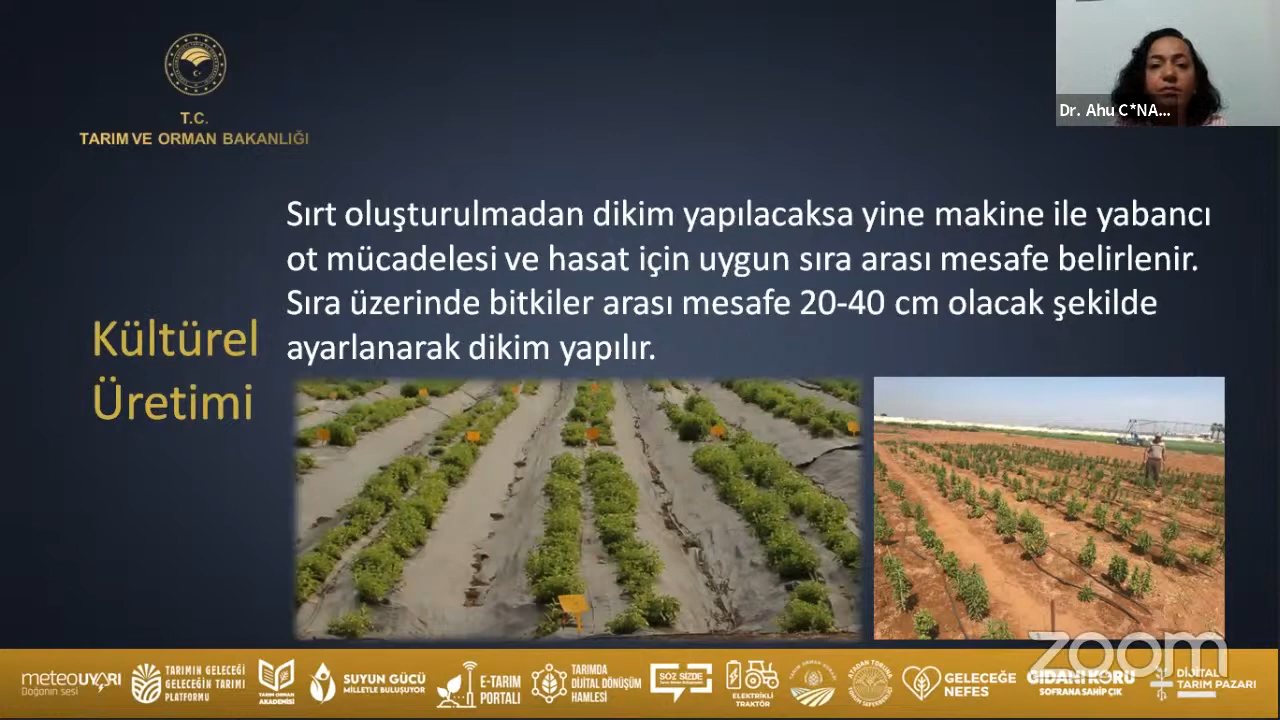 T.C.
TARIM VE ORMAN BAKANLIĞI
Dr. Ahu C*NA...
Sırt oluşturulmadan dikim yapılacaksa yine makine ile yabancı
ot mücadelesi ve hasat için uygun sıra arası mesafe belirlenir.
Sıra üzerinde bitkiler arası mesafe 20-40 cm olacak şekilde
ayarlanarak dikim yapılır.
Kültürel
Üretimi
zoom
meteoUYARI
Doğanın sesi
TARIMIN GELECEĞİ
GELECEĞİN TARIMI
PLATFORMU
TARIM ORMAN
AKADEMİSİ
SUYUN GÜCÜ
MİLLETLE BULUŞUYOR
E-TARIM
PORTALI
TARIMDA
DİJİTAL DÖNÜŞÜM
HAMLESİ
SÖZ SİZDE
ELEKTRİKLİ
TRAKTÖR
GELECEĞE
NEFES
GIDANI KORU
SOFRANA SAHİP ÇIK
DİJİTAL
TARIM PAZARI